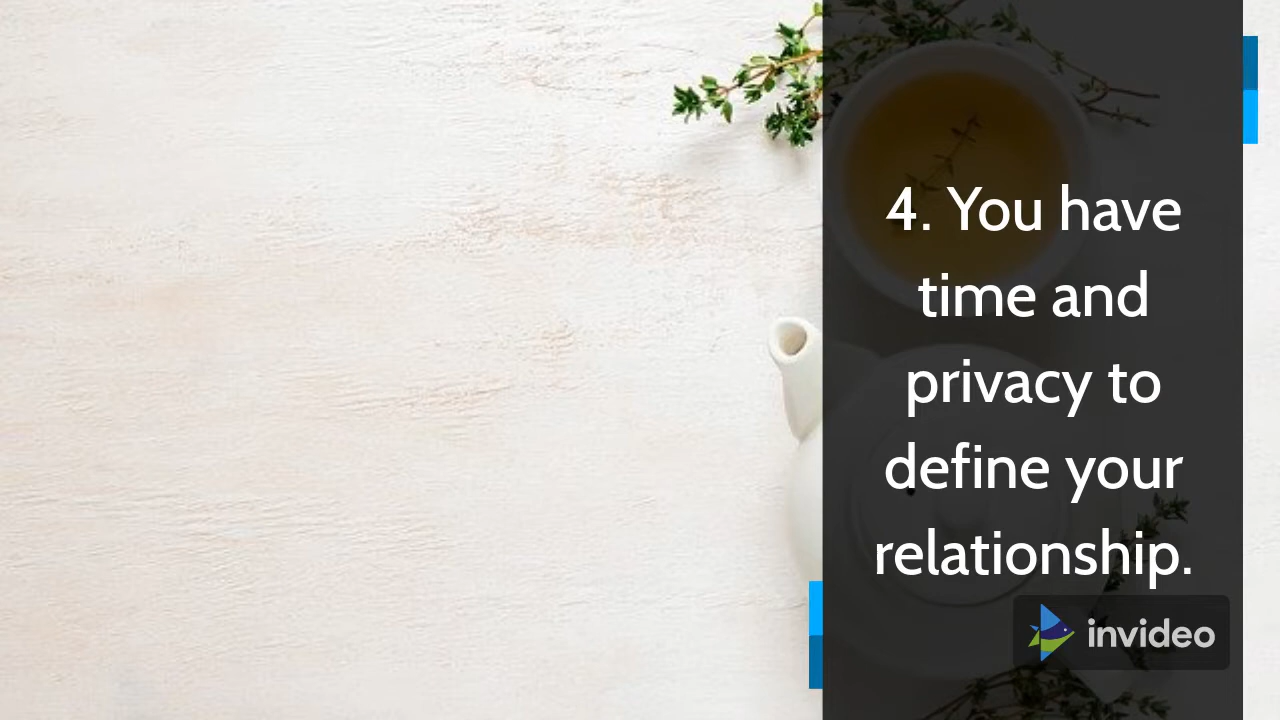 4. You have
time and
privacy to
define your
relationship.
invideo